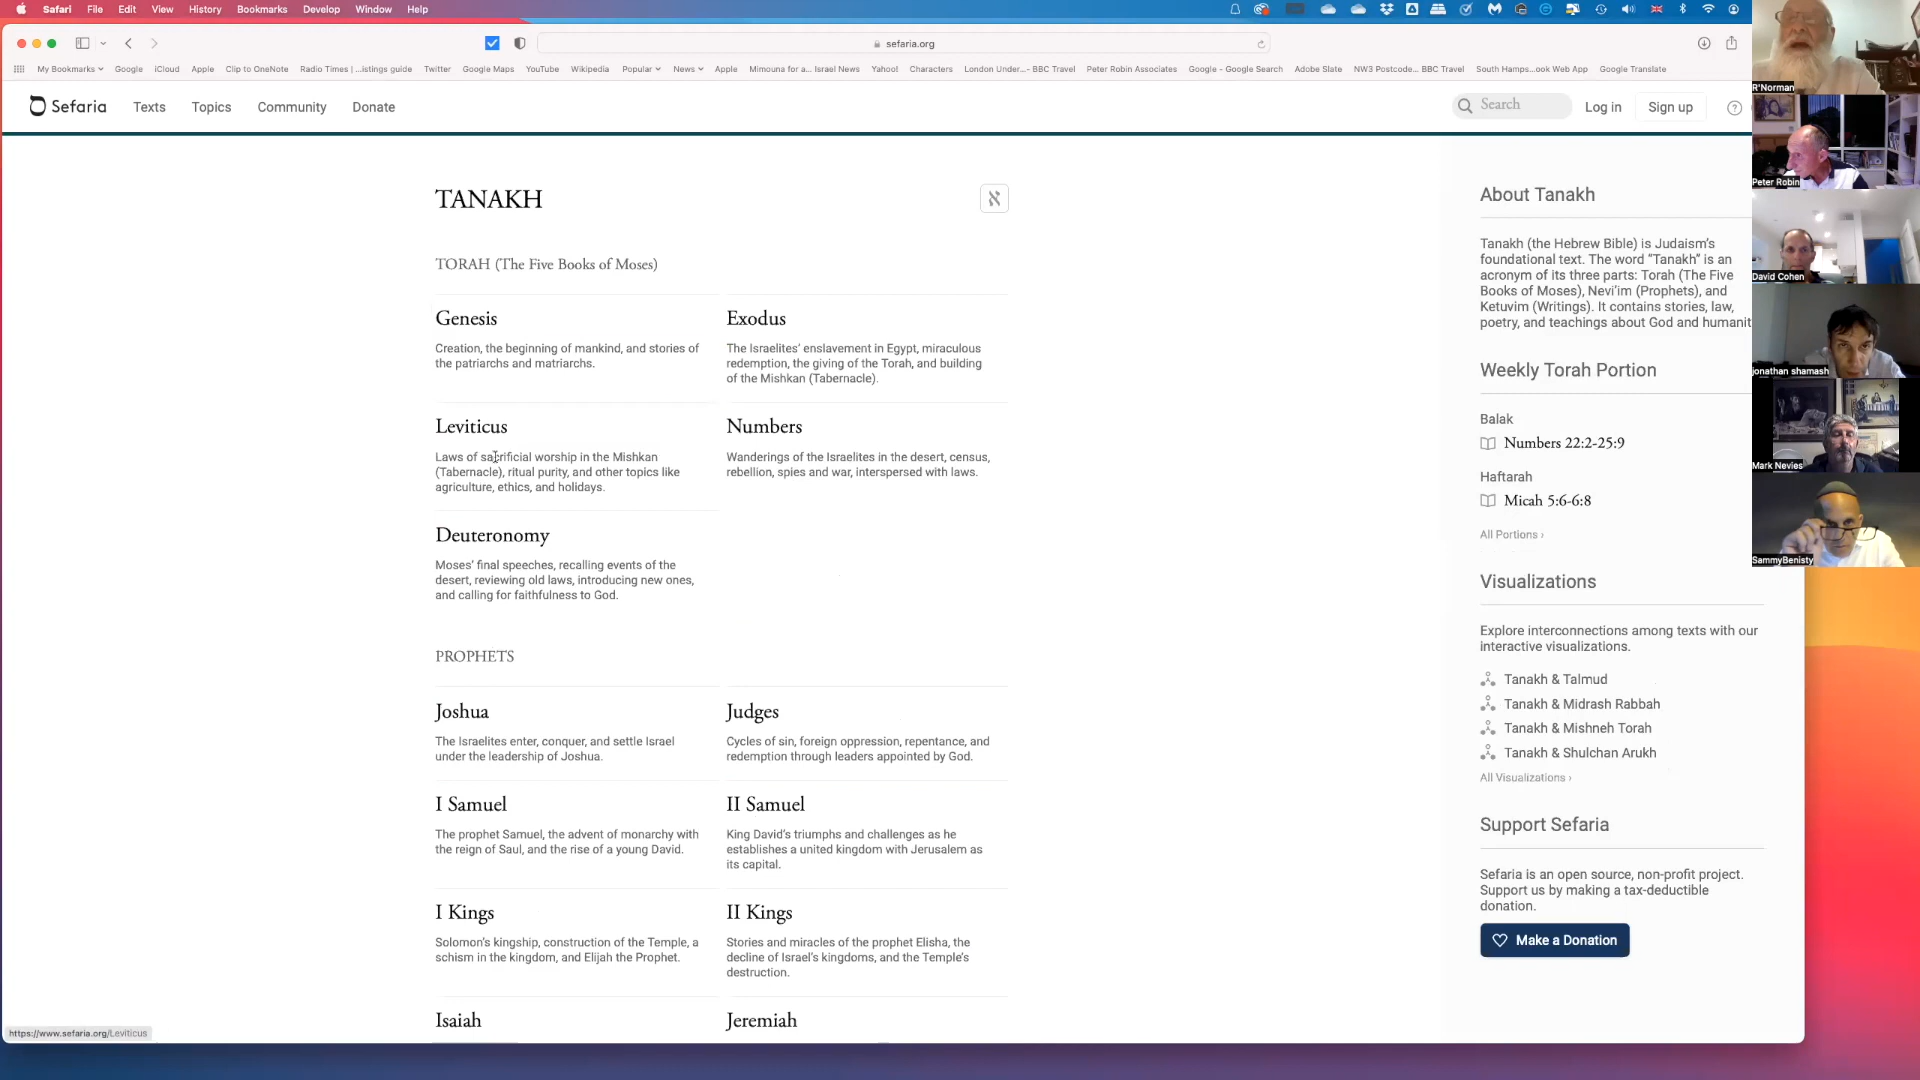 Safari File Edit View History Bookmarks Develop Window Help
sefaria.org
My Bookmarks Google iCloud Apple Clip to OneNote Radio Times | ...istings guide Twitter Google Maps YouTube Wikipedia Popular News Apple Mimouna for a... Israel News Yahoo! Characters London Under...- BBC Travel Peter Robin Associates Google - Google Search Adobe Slate NW3 Postcode... BBC Travel South Hamps...ook Web App Google Translate
Sefaria Texts Topics Community Donate
Search Log in Sign up
TANAKH
א
TORAH (The Five Books of Moses)
Genesis
Creation, the beginning of mankind, and stories of
the patriarchs and matriarchs.
Exodus
The Israelites' enslavement in Egypt, miraculous
redemption, the giving of the Torah, and building
of the Mishkan (Tabernacle).
Leviticus
Laws of sacrificial worship in the Mishkan
(Tabernacle), ritual purity, and other topics like
agriculture, ethics, and holidays.
Numbers
Wanderings of the Israelites in the desert, census,
rebellion, spies and war, interspersed with laws.
Deuteronomy
Moses' final speeches, recalling events of the
desert, reviewing old laws, introducing new ones,
and calling for faithfulness to God.
PROPHETS
Joshua
The Israelites enter, conquer, and settle Israel
under the leadership of Joshua.
Judges
Cycles of sin, foreign oppression, repentance, and
redemption through leaders appointed by God.
I Samuel
The prophet Samuel, the advent of monarchy with
the reign of Saul, and the rise of a young David.
II Samuel
King David's triumphs and challenges as he
establishes a united kingdom with Jerusalem as
its capital.
I Kings
Solomon's kingship, construction of the Temple, a
schism in the kingdom, and Elijah the Prophet.
II Kings
Stories and miracles of the prophet Elisha, the
decline of Israel's kingdoms, and the Temple's
destruction.
Isaiah
Jeremiah
About Tanakh
Tanakh (the Hebrew Bible) is Judaism's
foundational text. The word "Tanakh" is an
acronym of its three parts: Torah (The Five
Books of Moses), Nevi'im (Prophets), and
Ketuvim (Writings). It contains stories, law,
poetry, and teachings about God and humanit
Weekly Torah Portion
Balak
Numbers 22:2-25:9
Haftarah
Micah 5:6-6:8
All Portions ›
Visualizations
Explore interconnections among texts with our
interactive visualizations.
Tanakh & Talmud
Tanakh & Midrash Rabbah
Tanakh & Mishneh Torah
Tanakh & Shulchan Arukh
All Visualizations ›
Support Sefaria
Sefaria is an open source, non-profit project.
Support us by making a tax-deductible
donation.
Make a Donation
R'Norman
Peter Robin
David Cohen
jonathan shamash
Mark Nevies
SammyBenisty
https://www.sefaria.org/Leviticus